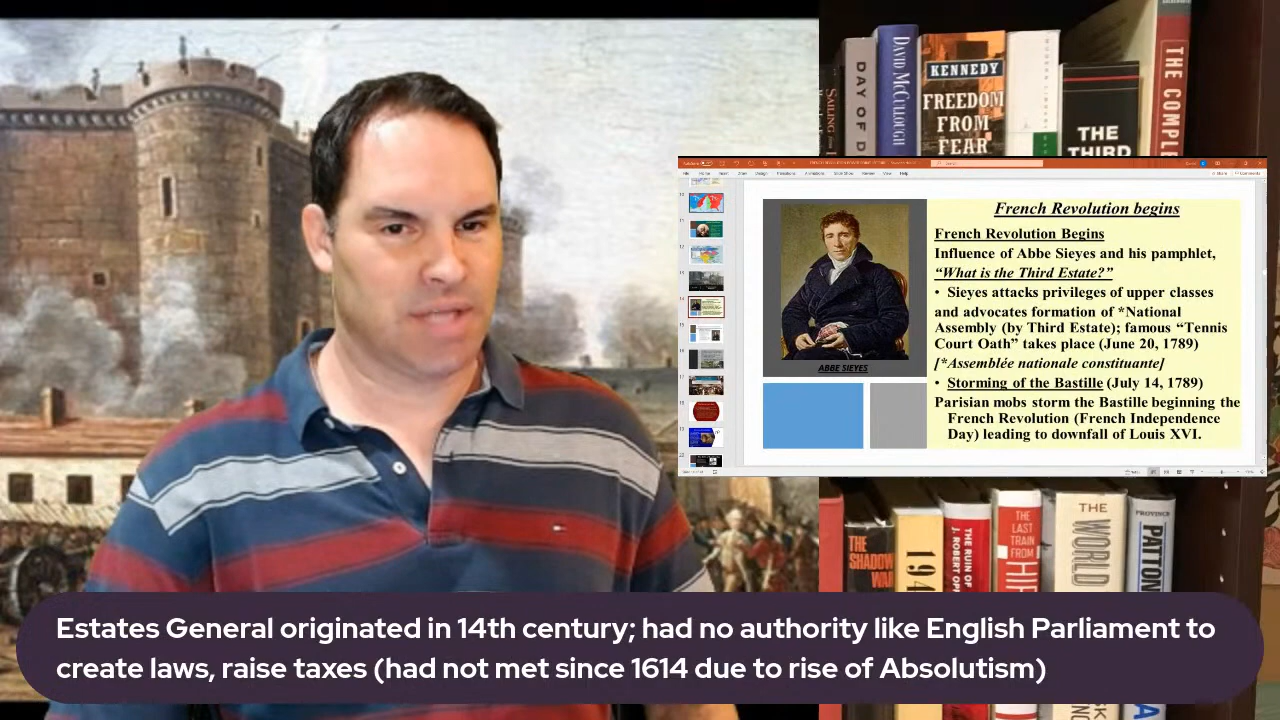 SAILING
DAY OF D
DAVID McCULLOUGH
KENNEDY
FREEDOM
FROM
FEAR
THE
THIRD
THE COMPLE
French Revolution begins
French Revolution Begins
Influence of Abbe Sieyes and his pamphlet,
“What is the Third Estate?”
• Sieyes attacks privileges of upper classes
and advocates formation of *National
Assembly (by Third Estate); famous “Tennis
Court Oath” takes place (June 20, 1789)
[*Assemblée nationale constituante]
• Storming of the Bastille (July 14, 1789)
Parisian mobs storm the Bastille beginning the
French Revolution (French Independence
Day) leading to downfall of Louis XVI.
ABBE SIEYES
THE
SHADOW
WAR
194
THE RUIN OF
J. ROBERT OPP
THE
LAST
TRAIN
FROM
HIR
THE
WORLD
PROVINCE
PATTON
Estates General originated in 14th century; had no authority like English Parliament to
create laws, raise taxes (had not met since 1614 due to rise of Absolutism)